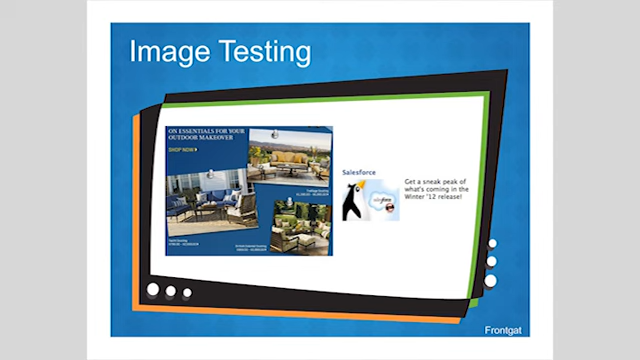 Image Testing
ON ESSENTIALS FOR YOUR
OUTDOOR MAKEOVER
SHOP NOW
Salesforce
Get a sneak peak of
what's coming in the
Winter '12 release!
salesforce
Frontgat